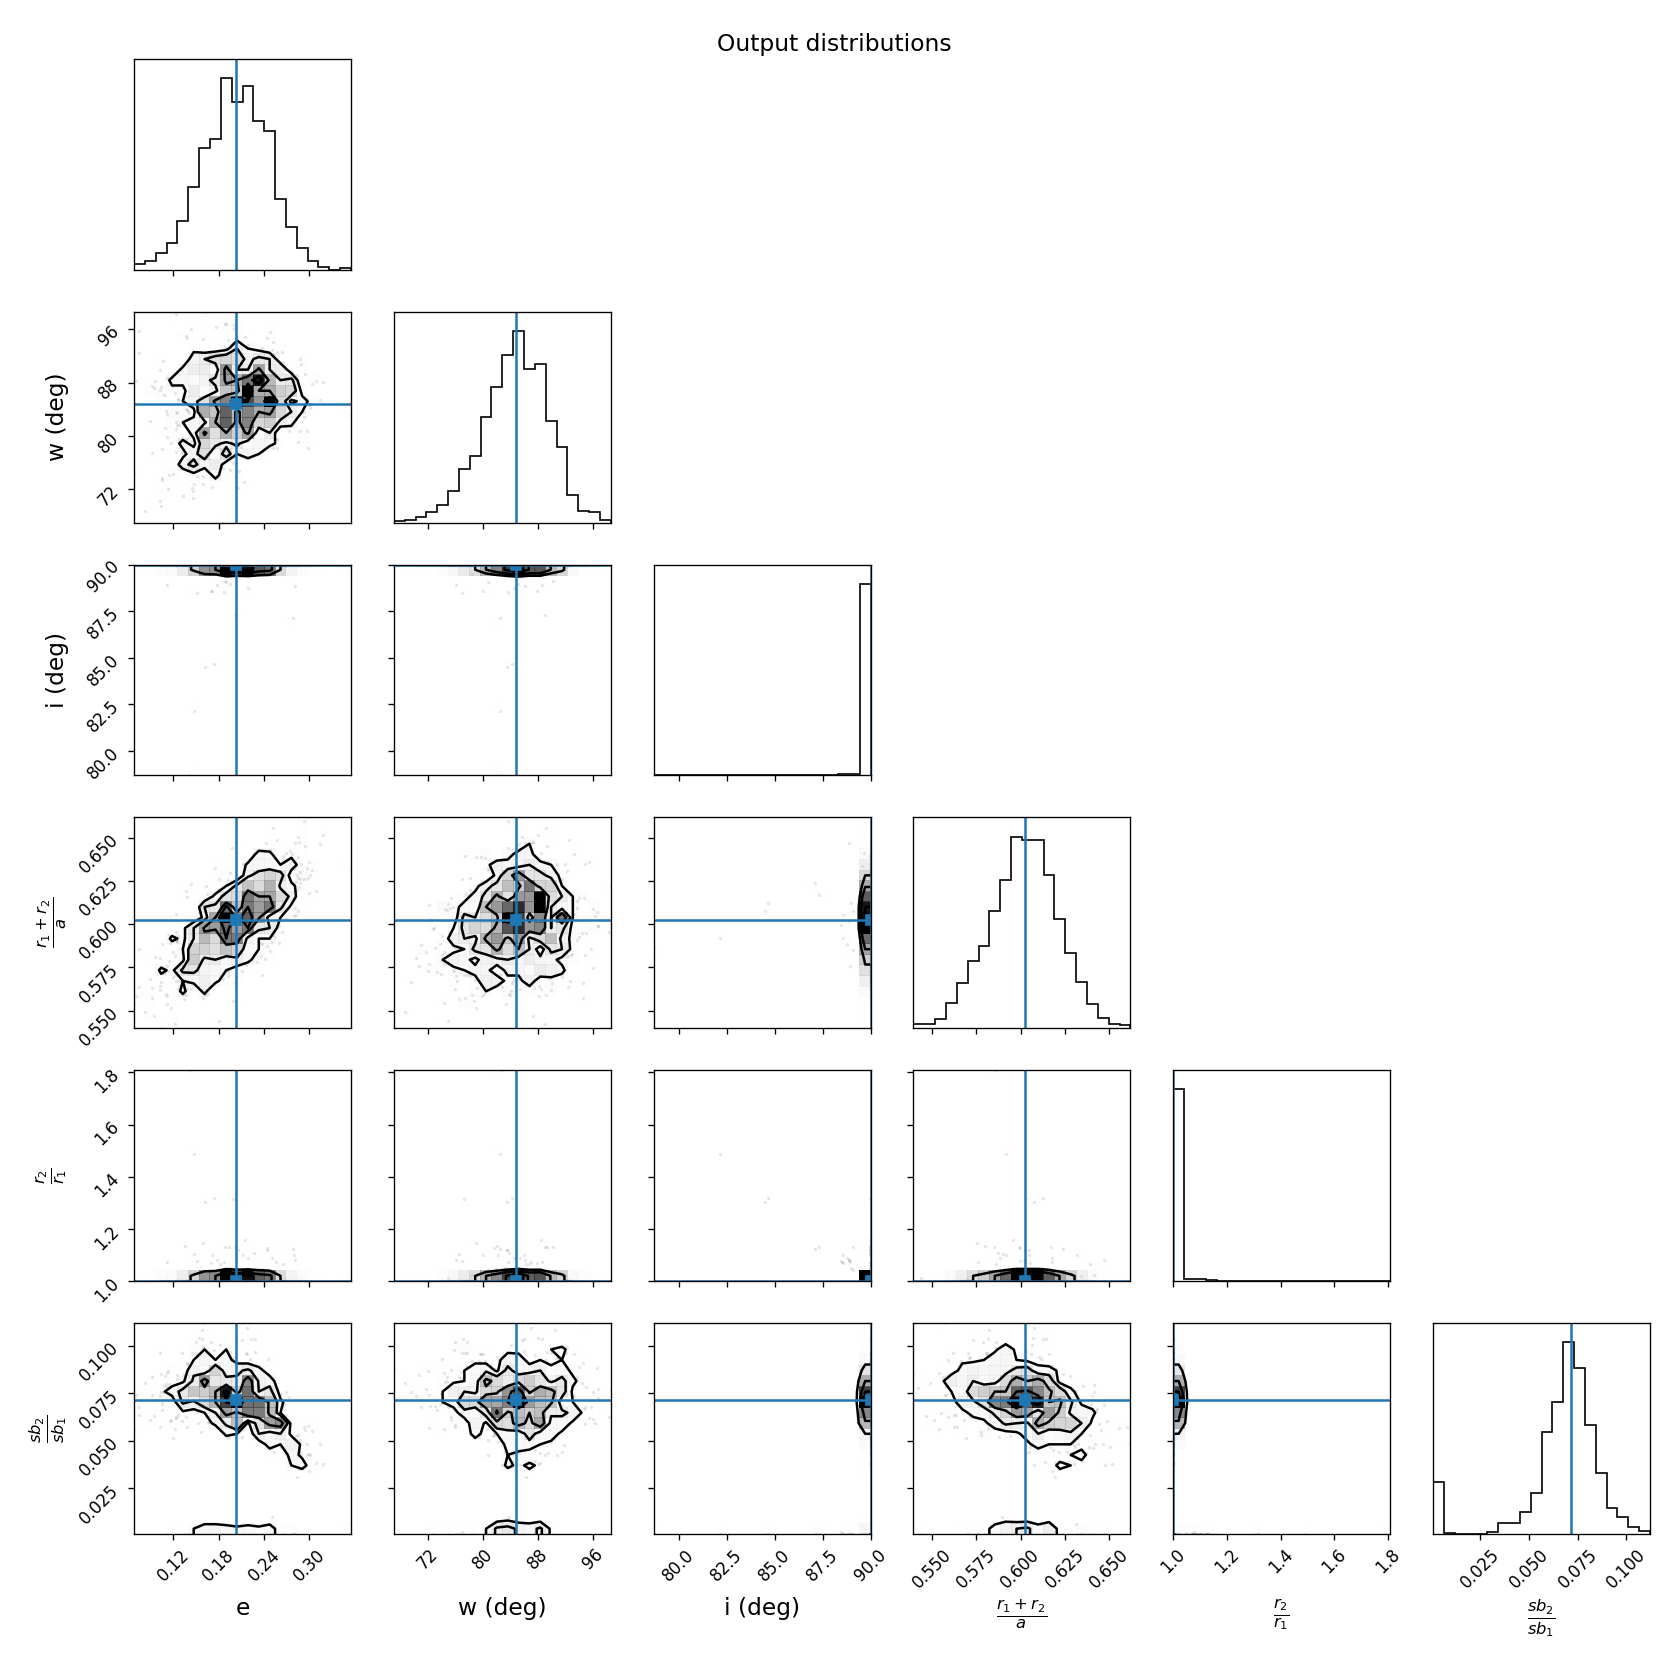 Output distributions
w (deg)
96
88
80
72
i (deg)
90.0
87.5
85.0
82.5
80.0
r₁ + r₂
a
0.650
0.625
0.600
0.575
0.550
r₂
r₁
1.8
1.6
1.4
1.2
1.0
sb₂
sb₁
0.100
0.075
0.050
0.025
0.12 0.18 0.24 0.30
72 80 88 96
80.0 82.5 85.0 87.5 90.0
0.550 0.575 0.600 0.625 0.650
1.0 1.2 1.4 1.6 1.8
0.025 0.050 0.075 0.100
e
w (deg)
i (deg)
r₁ + r₂
a
r₂
r₁
sb₂
sb₁